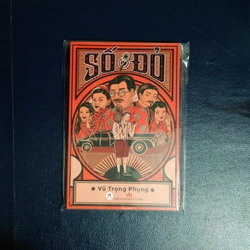 SỐ ĐỎ
Vũ Trọng Phụng